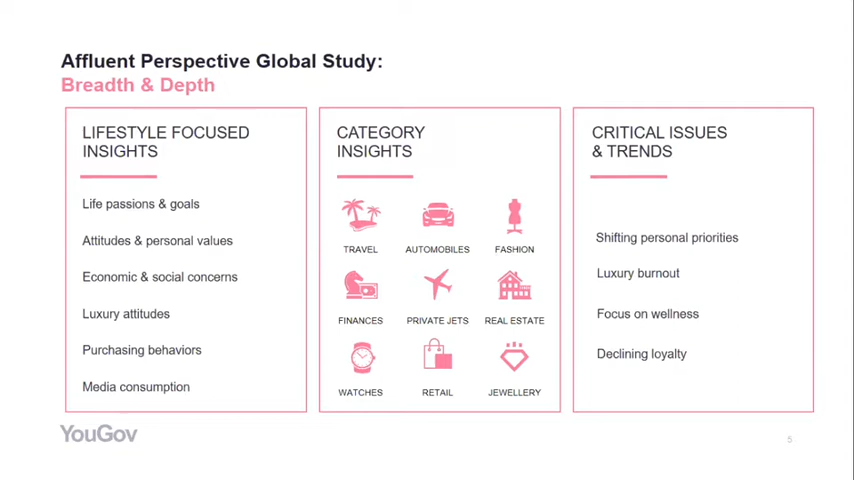 Affluent Perspective Global Study:
Breadth & Depth
LIFESTYLE FOCUSED
INSIGHTS
Life passions & goals
Attitudes & personal values
Economic & social concerns
Luxury attitudes
Purchasing behaviors
Media consumption
CATEGORY
INSIGHTS
TRAVEL
AUTOMOBILES
FASHION
FINANCES
PRIVATE JETS
REAL ESTATE
WATCHES
RETAIL
JEWELLERY
CRITICAL ISSUES
& TRENDS
Shifting personal priorities
Luxury burnout
Focus on wellness
Declining loyalty
YouGov
5